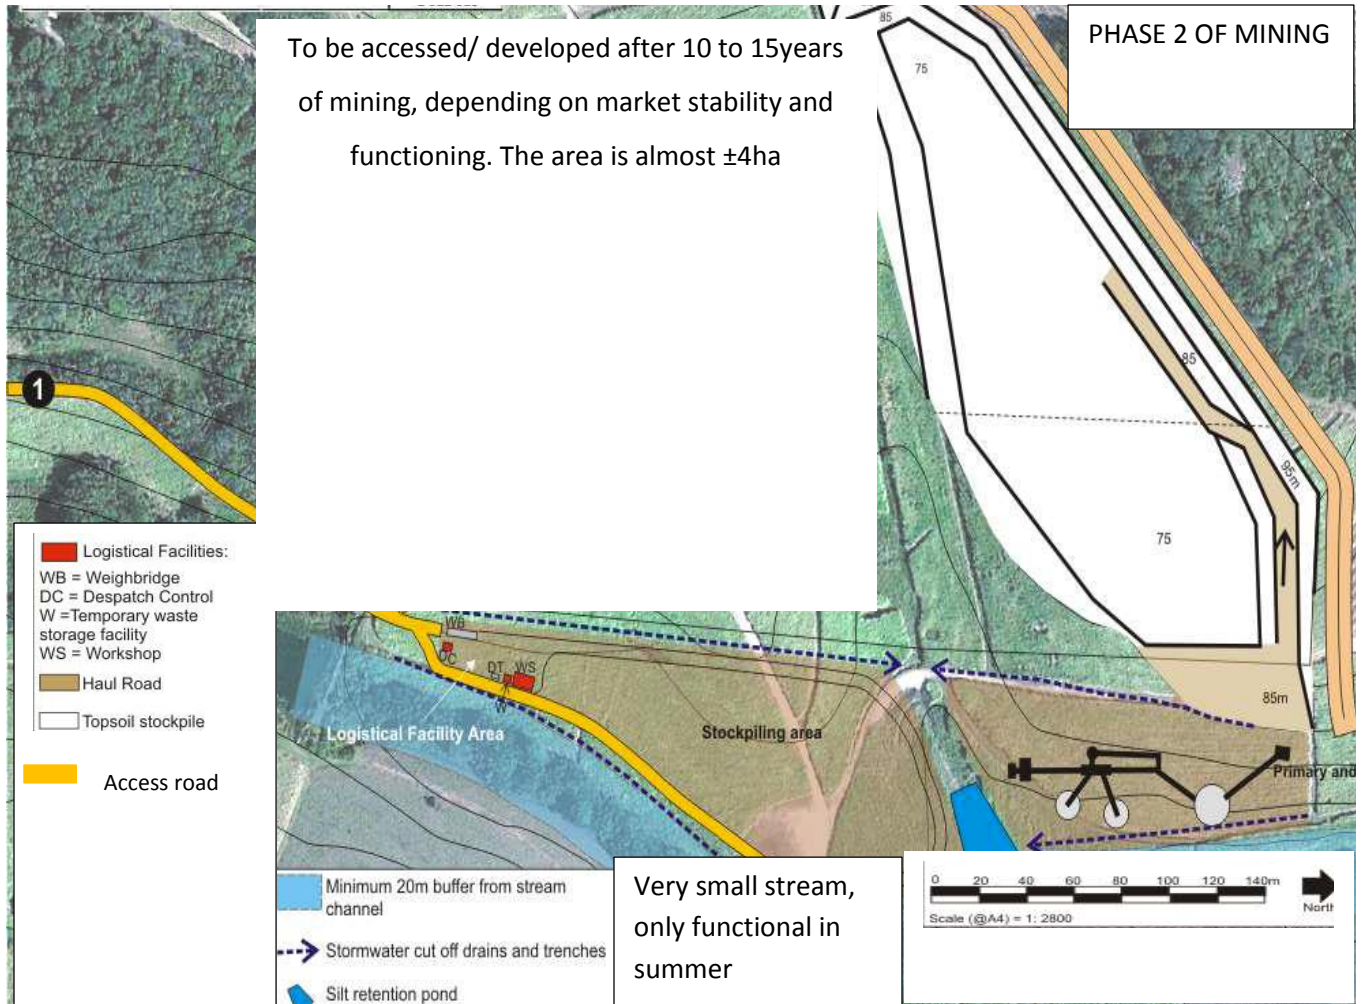 To be accessed/ developed after 10 to 15years
of mining, depending on market stability and
functioning. The area is almost ±4ha
PHASE 2 OF MINING
85
75
85
95m
75
85m
1
Logistical Facilities:
WB = Weighbridge
DC = Despatch Control
W =Temporary waste
storage facility
WS = Workshop
Haul Road
Topsoil stockpile
Access road
WB
DC
DT
WS
W
Logistical Facility Area
Stockpiling area
Primary and
Minimum 20m buffer from stream
channel
Stormwater cut off drains and trenches
Silt retention pond
Very small stream,
only functional in
summer
0 20 40 60 80 100 120 140m
North
Scale (@A4) = 1: 2800